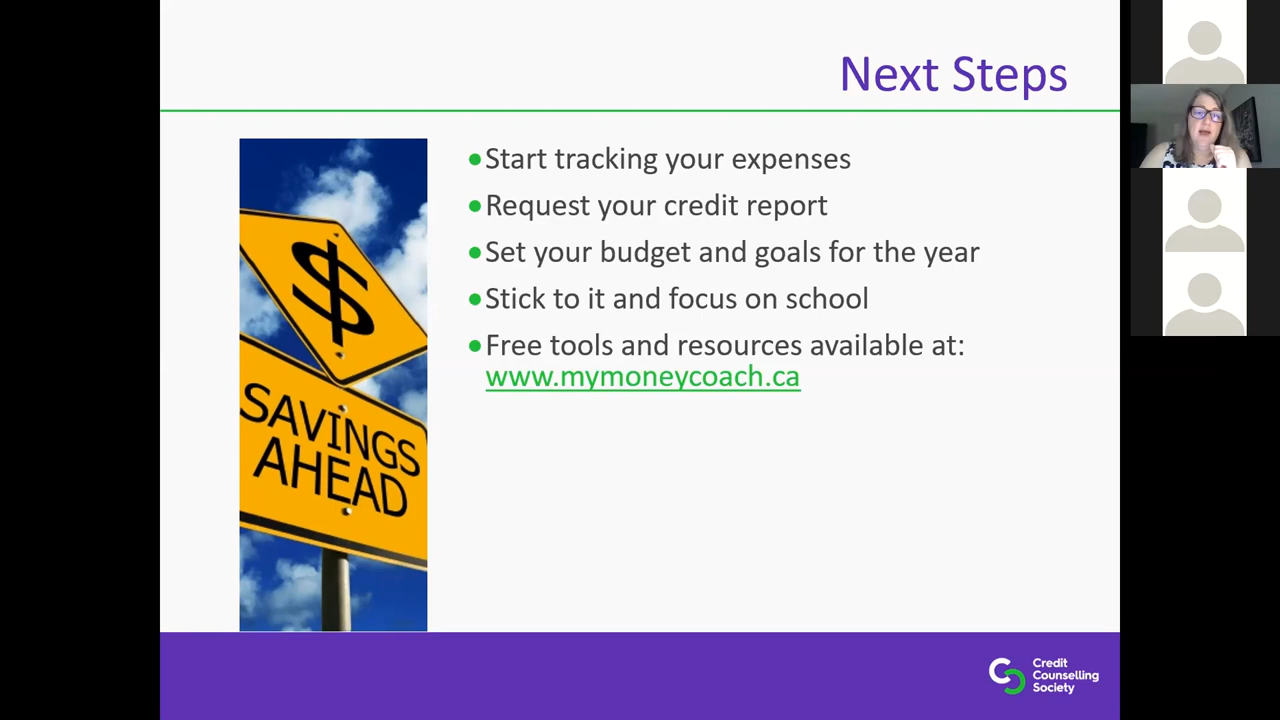 Next Steps
$
SAVINGS
AHEAD
•Start tracking your expenses
•Request your credit report
•Set your budget and goals for the year
•Stick to it and focus on school
•Free tools and resources available at:
www.mymoneycoach.ca
Credit
Counselling
Society